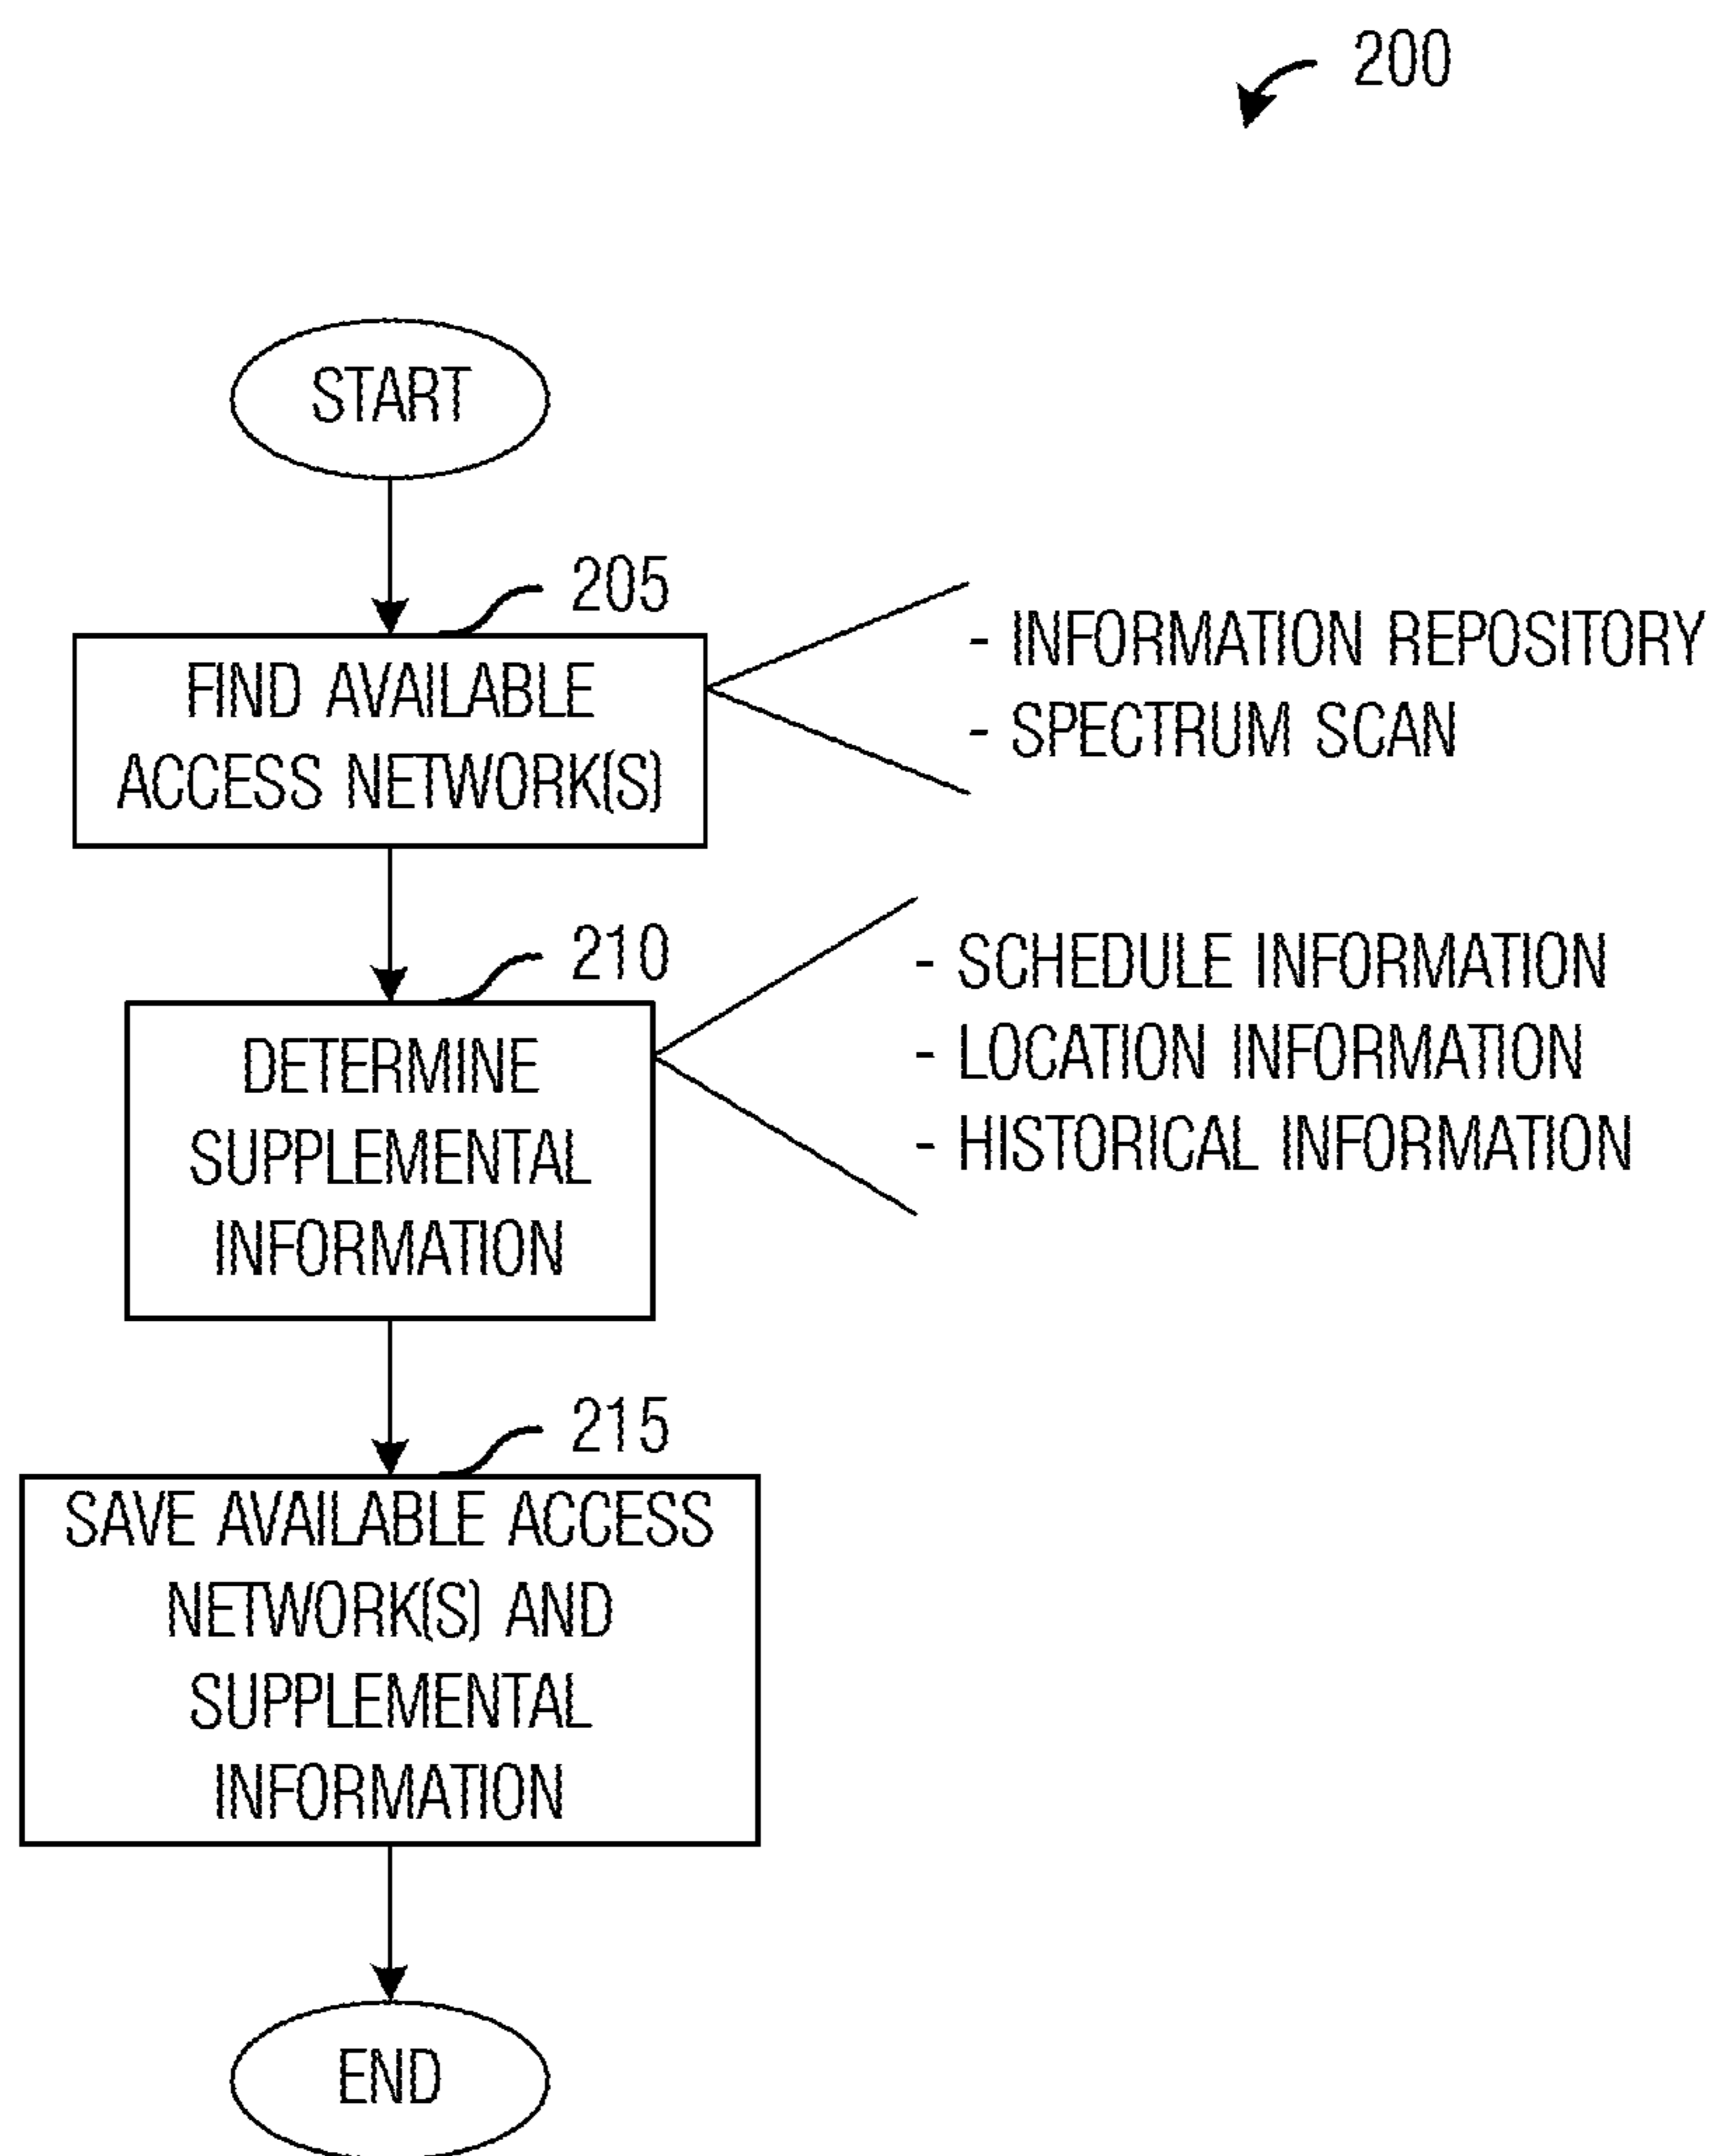 200
START
205
FIND AVAILABLE
ACCESS NETWORK(S)
- INFORMATION REPOSITORY
- SPECTRUM SCAN
210
DETERMINE
SUPPLEMENTAL
INFORMATION
- SCHEDULE INFORMATION
- LOCATION INFORMATION
- HISTORICAL INFORMATION
215
SAVE AVAILABLE ACCESS
NETWORK(S) AND
SUPPLEMENTAL
INFORMATION
END